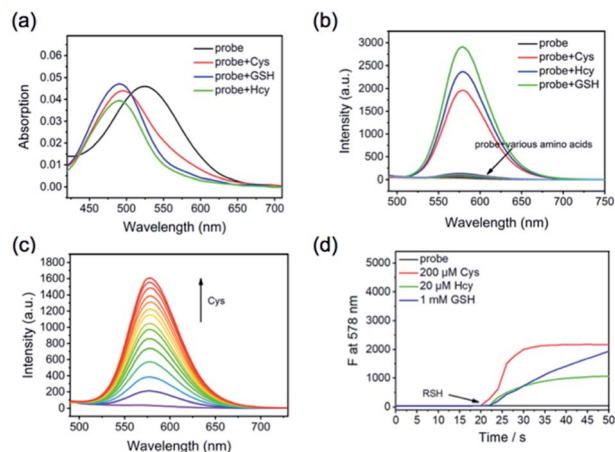 (a)
probe
probe+Cys
probe+GSH
probe+Hcy
Absorption
0.06
0.05
0.04
0.03
0.02
0.01
0.00
450 500 550 600 650 700
Wavelength (nm)
(b)
probe
probe+Cys
probe+Hcy
probe+GSH
Intensity (a.u.)
3000
2500
2000
1500
1000
500
0
probe+various amino acids
500 550 600 650 700 750
Wavelength (nm)
(c)
Cys
Intensity (a.u.)
1800
1600
1400
1200
1000
800
600
400
200
0
500 550 600 650 700
Wavelength (nm)
(d)
probe
200 µM Cys
20 µM Hcy
1 mM GSH
F at 578 nm
5000
4000
3000
2000
1000
0
RSH
0 5 10 15 20 25 30 35 40 45 50
Time / s